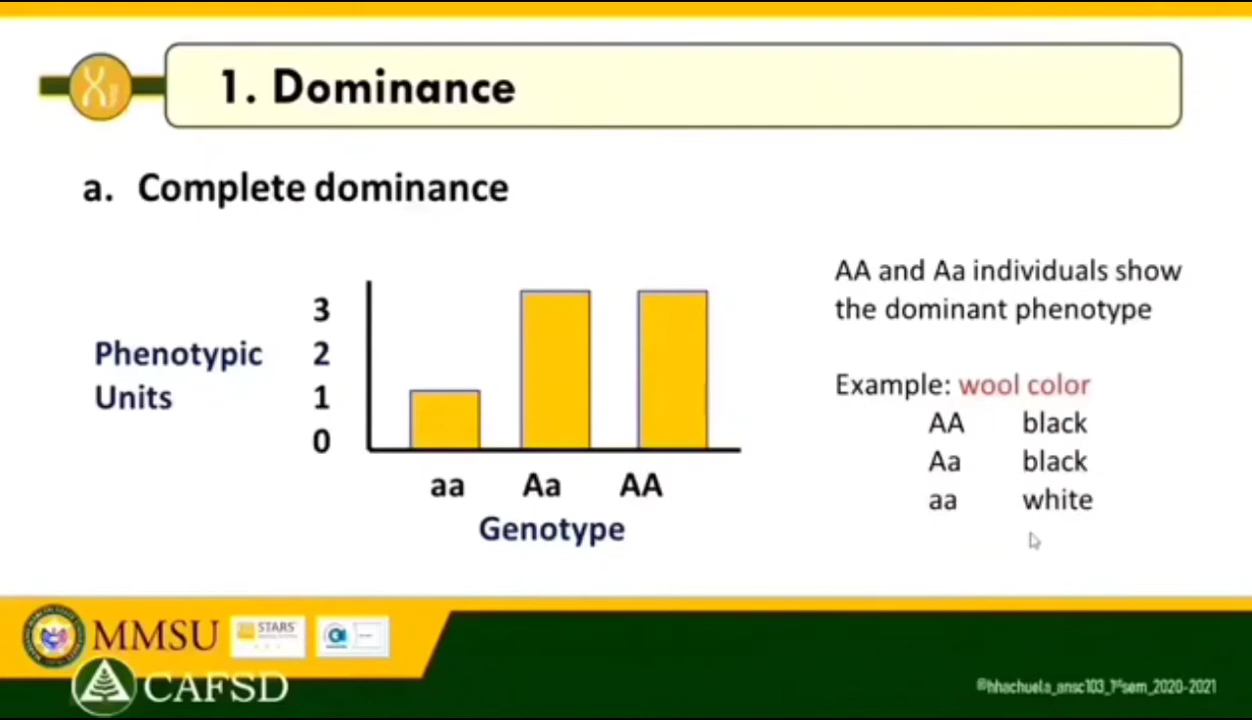 1. Dominance
a. Complete dominance
Phenotypic
Units
3
2
1
0
aa Aa AA
Genotype
AA and Aa individuals show
the dominant phenotype
Example: wool color
AA black
Aa black
aa white
MMSU
STARS
CAFSD
@hhachuela_ansc103_1stsem_2020-2021